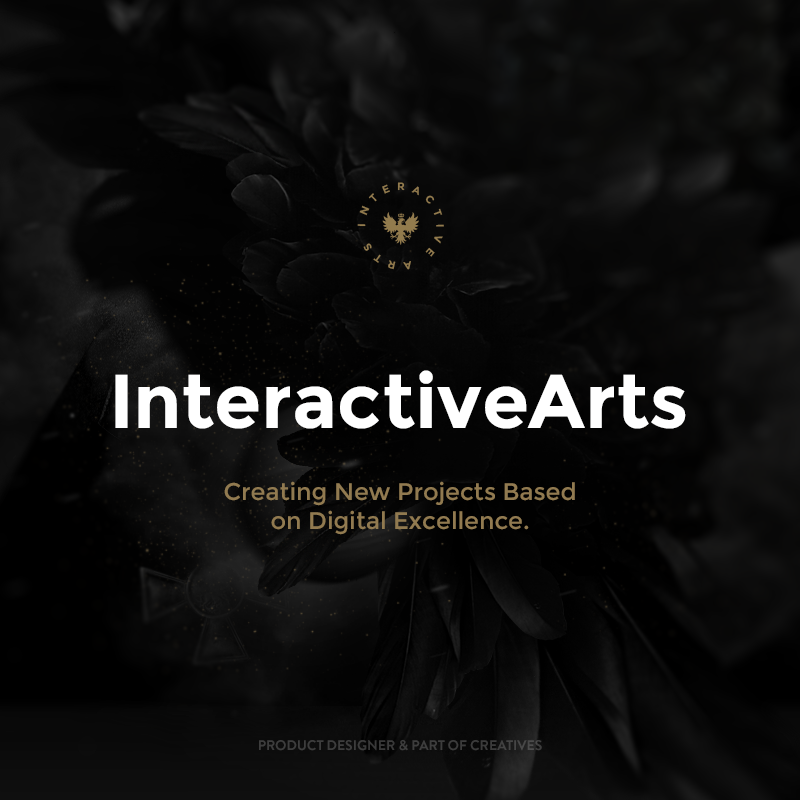 INTERACTIVE ARTS
InteractiveArts
Creating New Projects Based
on Digital Excellence.
PRODUCT DESIGNER & PART OF CREATIVES